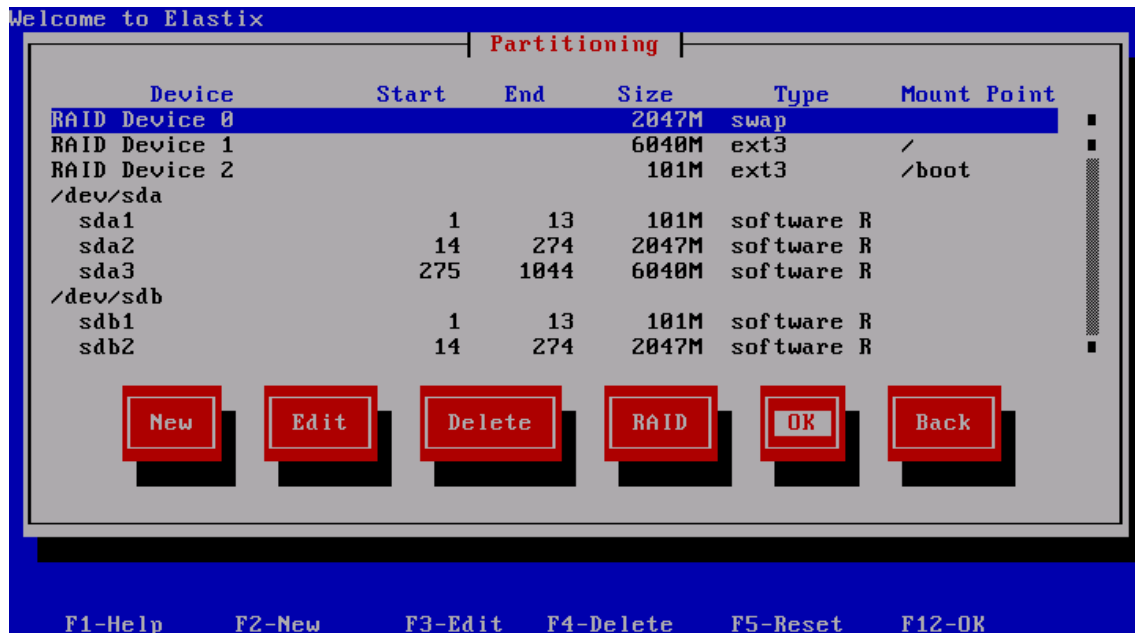 Welcome to Elastix
Partitioning
Device Start End Size Type Mount Point
RAID Device 0 2047M swap
RAID Device 1 6040M ext3 /
RAID Device 2 101M ext3 /boot
/dev/sda
sda1 1 13 101M software R
sda2 14 274 2047M software R
sda3 275 1044 6040M software R
/dev/sdb
sdb1 1 13 101M software R
sdb2 14 274 2047M software R
New Edit Delete RAID OK Back
F1-Help F2-New F3-Edit F4-Delete F5-Reset F12-OK